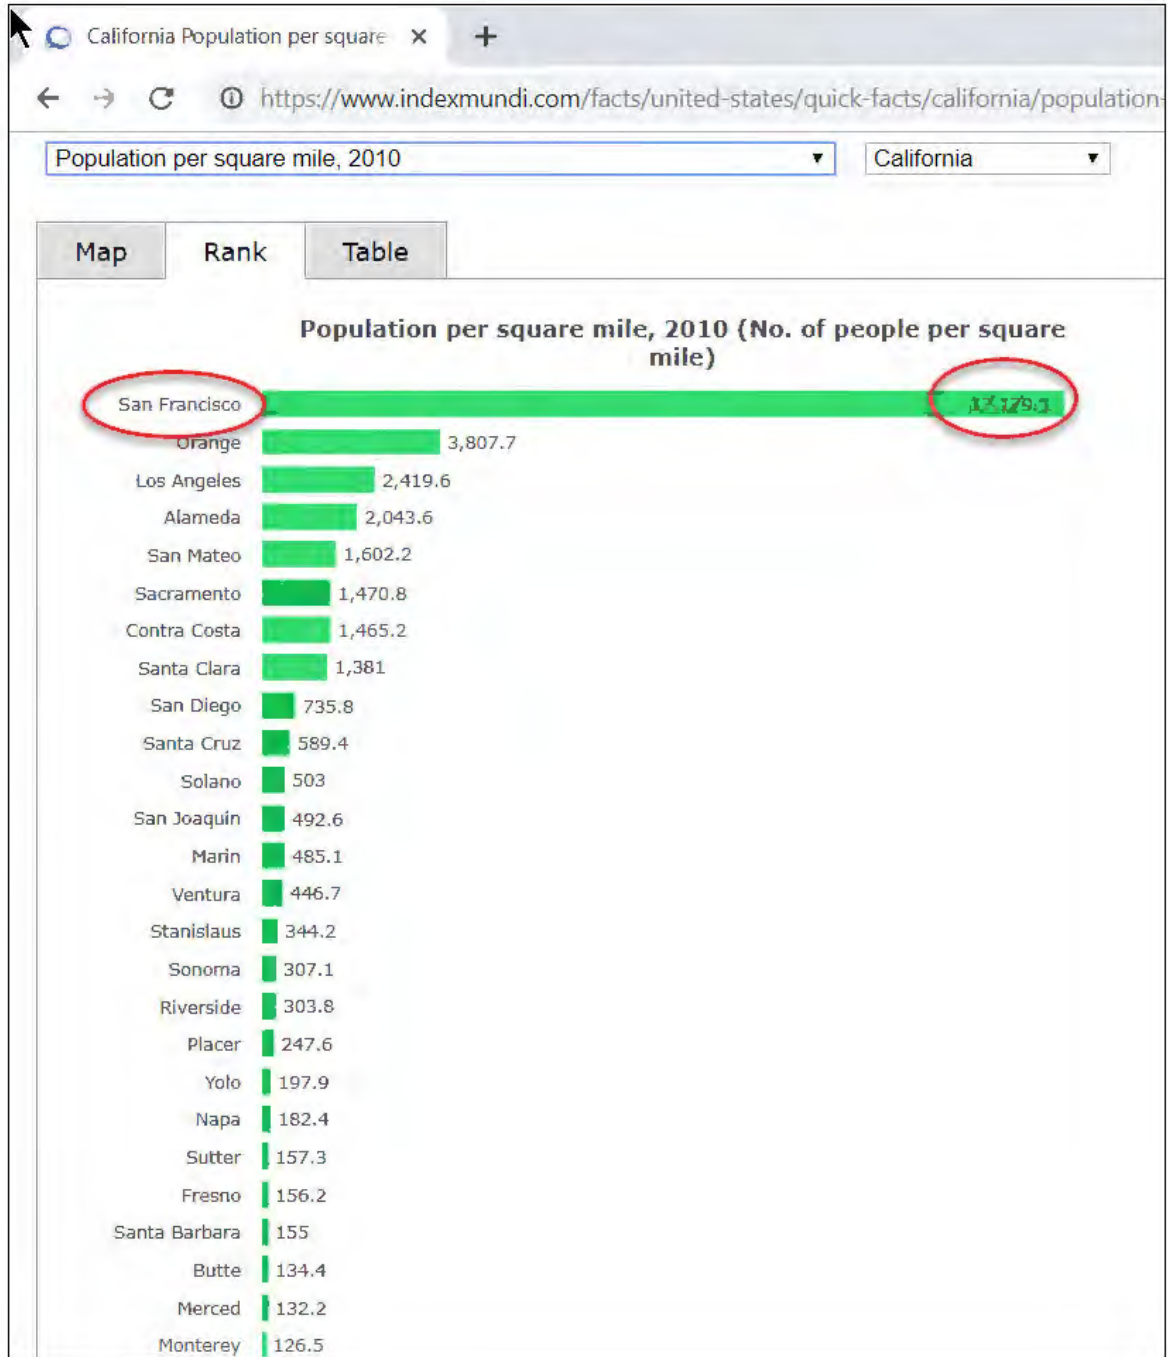 California Population per square
https://www.indexmundi.com/facts/united-states/quick-facts/california/population-
Population per square mile, 2010 California
Map Rank Table
Population per square mile, 2010 (No. of people per square
mile)
San Francisco
Orange 3,807.7
Los Angeles 2,419.6
Alameda 2,043.6
San Mateo 1,602.2
Sacramento 1,470.8
Contra Costa 1,465.2
Santa Clara 1,381
San Diego 735.8
Santa Cruz 589.4
Solano 503
San Joaquin 492.6
Marin 485.1
Ventura 446.7
Stanislaus 344.2
Sonoma 307.1
Riverside 303.8
Placer 247.6
Yolo 197.9
Napa 182.4
Sutter 157.3
Fresno 156.2
Santa Barbara 155
Butte 134.4
Merced 132.2
Monterey 126.5